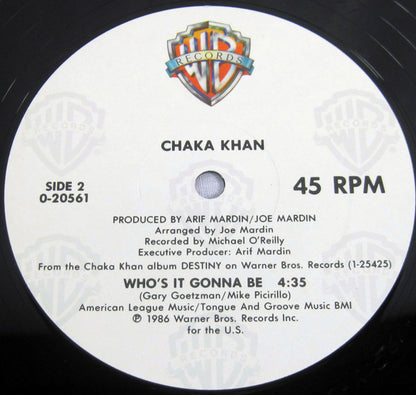 WB
RECORDS
CHAKA KHAN
SIDE 2
0-20561
45 RPM
PRODUCED BY ARIF MARDIN/JOE MARDIN
Arranged by Joe Mardin
Recorded by Michael O'Reilly
Executive Producer: Arif Mardin
From the Chaka Khan album DESTINY on Warner Bros. Records (1-25425)
WHO'S IT GONNA BE 4:35
(Gary Goetzman/Mike Picirillo)
American League Music/Tongue And Groove Music BMI
℗ 1986 Warner Bros. Records Inc.
for the U.S.